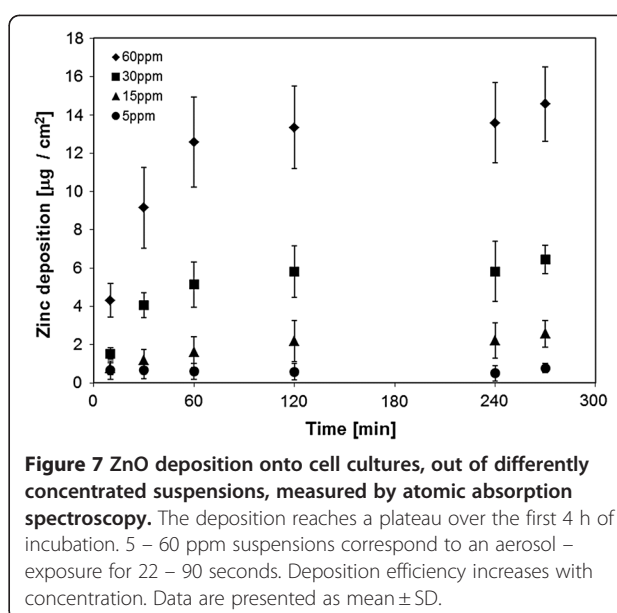 18
16
14
12
10
8
6
4
2
0
Zinc deposition [µg / cm²]
60ppm
30ppm
15ppm
5ppm
0 60 120 180 240 300
Time [min]
Figure 7 ZnO deposition onto cell cultures, out of differently
concentrated suspensions, measured by atomic absorption
spectroscopy. The deposition reaches a plateau over the first 4 h of
incubation. 5 – 60 ppm suspensions correspond to an aerosol –
exposure for 22 – 90 seconds. Deposition efficiency increases with
concentration. Data are presented as mean ± SD.